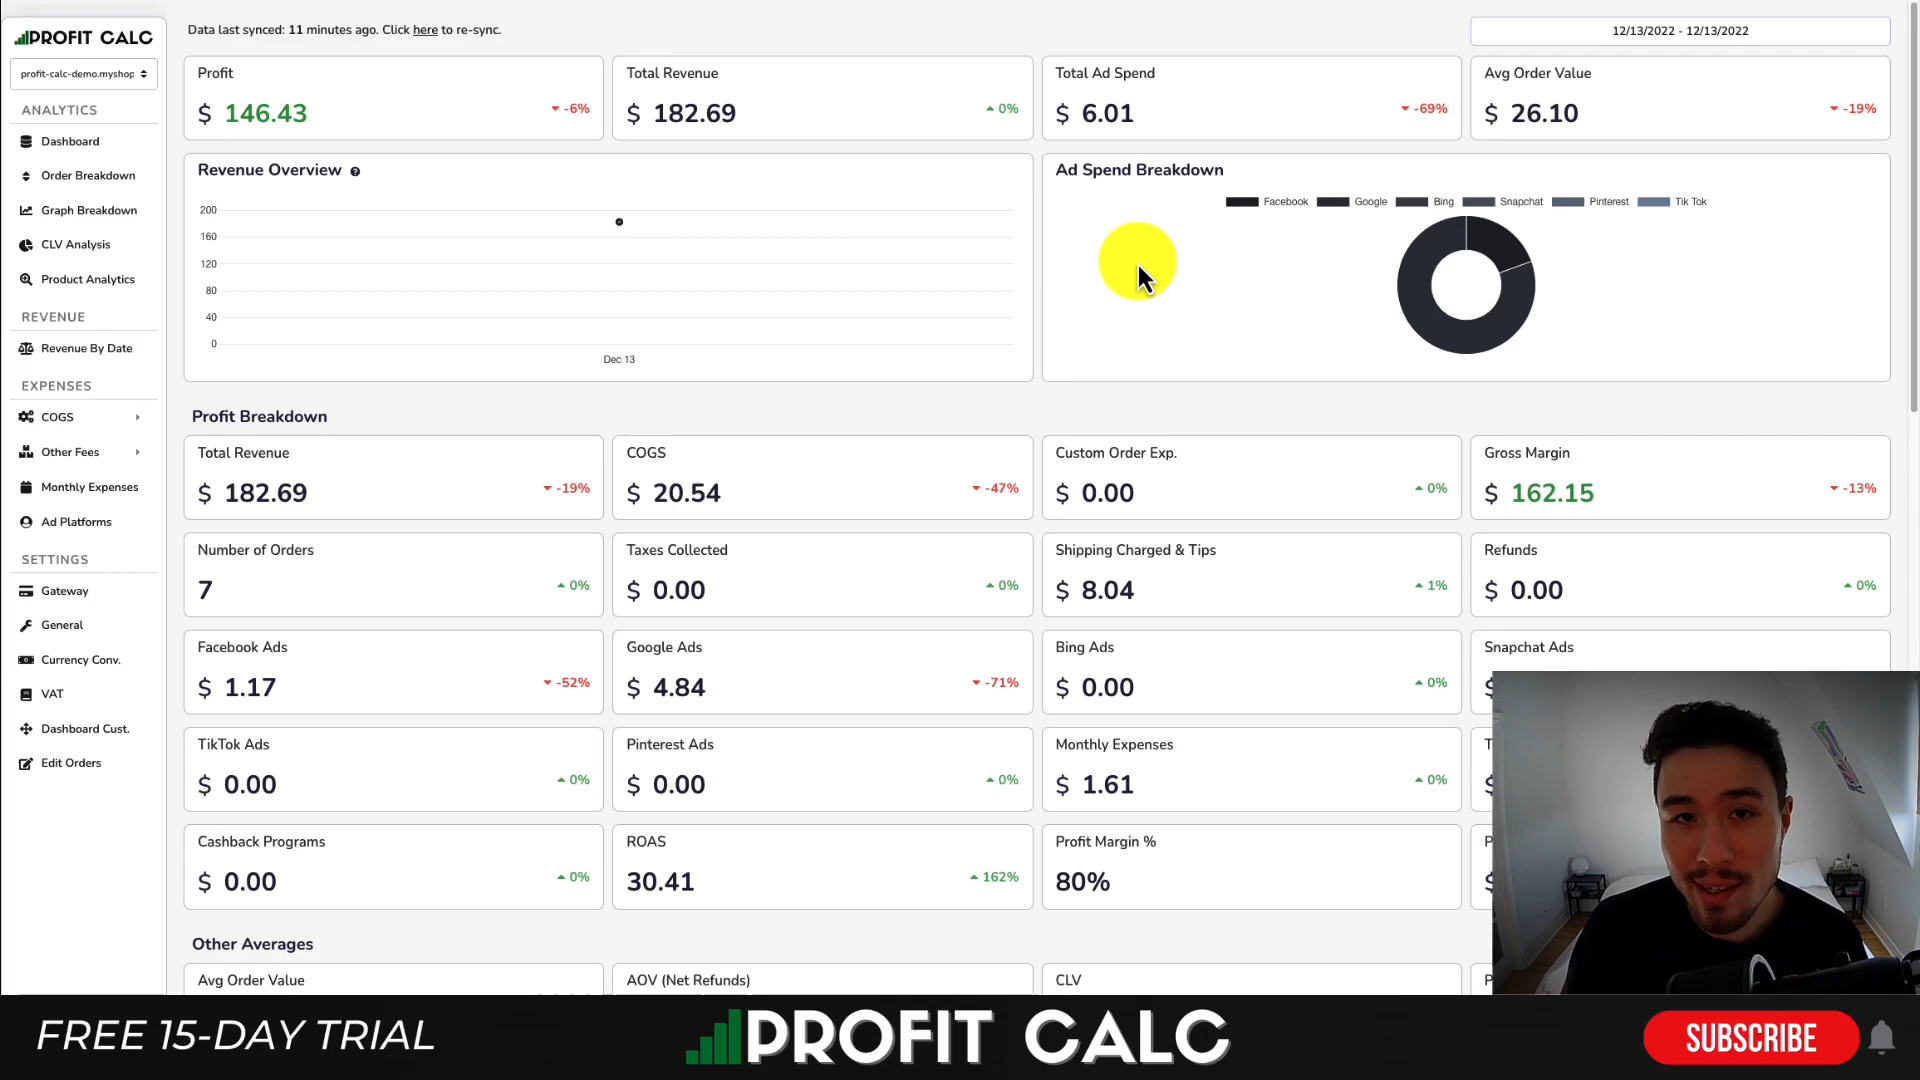 PROFIT CALC
profit-calc-demo.myshop
ANALYTICS
Dashboard
Order Breakdown
Graph Breakdown
CLV Analysis
Product Analytics
REVENUE
Revenue By Date
EXPENSES
COGS
Other Fees
Monthly Expenses
Ad Platforms
SETTINGS
Gateway
General
Currency Conv.
VAT
Dashboard Cust.
Edit Orders
Data last synced: 11 minutes ago. Click here to re-sync.
12/13/2022 - 12/13/2022
Profit
$ 146.43 -6%
Total Revenue
$ 182.69 0%
Total Ad Spend
$ 6.01 -69%
Avg Order Value
$ 26.10 -19%
Revenue Overview
200
160
120
80
40
0
Dec 13
Ad Spend Breakdown
Facebook Google Bing Snapchat Pinterest Tik Tok
Profit Breakdown
Total Revenue
$ 182.69 -19%
COGS
$ 20.54 -47%
Custom Order Exp.
$ 0.00 0%
Gross Margin
$ 162.15 -13%
Number of Orders
7 0%
Taxes Collected
$ 0.00 0%
Shipping Charged & Tips
$ 8.04 1%
Refunds
$ 0.00 0%
Facebook Ads
$ 1.17 -52%
Google Ads
$ 4.84 -71%
Bing Ads
$ 0.00 0%
Snapchat Ads
TikTok Ads
$ 0.00 0%
Pinterest Ads
$ 0.00 0%
Monthly Expenses
$ 1.61 0%
Cashback Programs
$ 0.00 0%
ROAS
30.41 162%
Profit Margin %
80%
Other Averages
Avg Order Value
AOV (Net Refunds)
CLV
FREE 15-DAY TRIAL
PROFIT CALC
SUBSCRIBE